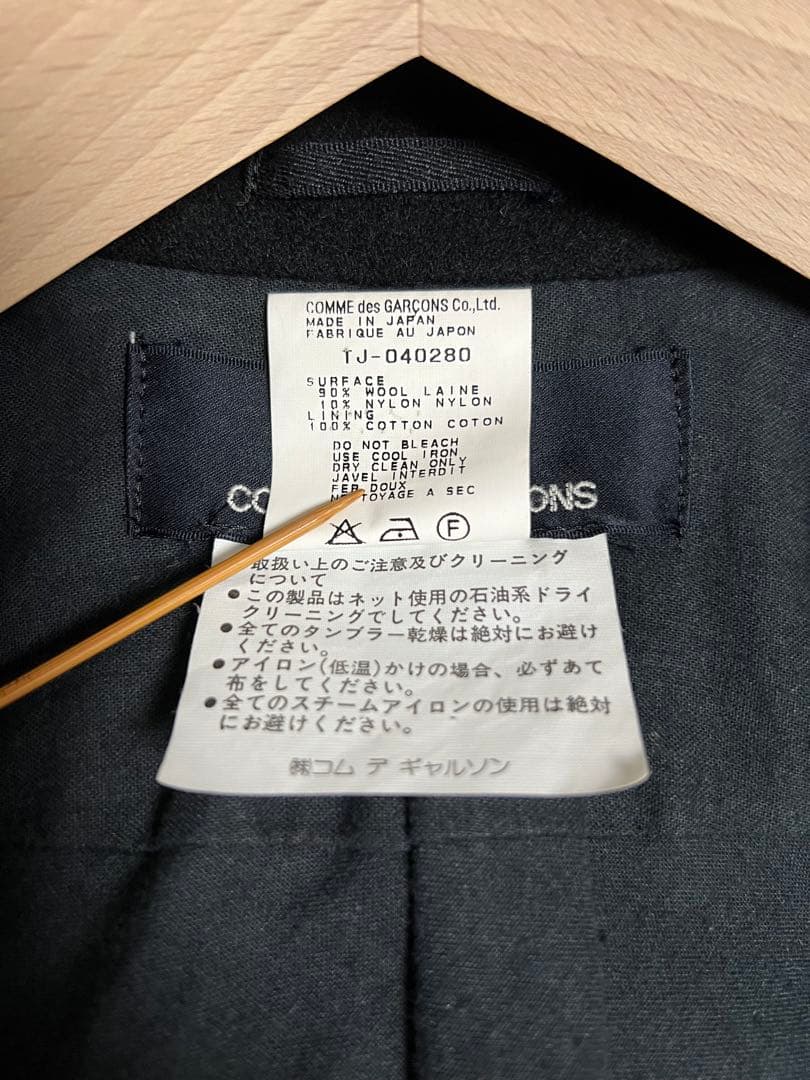 COMME des GARÇONS Co.,Ltd.
MADE IN JAPAN
FABRIQUE AU JAPON
TJ-040280
SURFACE
90% WOOL LAINE
10% NYLON NYLON
LINING
100% COTTON COTON
DO NOT BLEACH
USE COOL IRON
DRY CLEAN ONLY
JAVEL INTERDIT
FER DOUX
A SEC
F
CO ONS
取扱い上のご注意及びクリーニング
について
●この製品はネット使用の石油系ドライ
クリーニングでしてください。
●全てのタンブラー乾燥は絶対にお避け
ください。
●アイロン(低温)かけの場合、必ずあて
布をしてください。
●全てのスチームアイロンの使用は絶対
にお避けください。
㈱コム デ ギャルソン